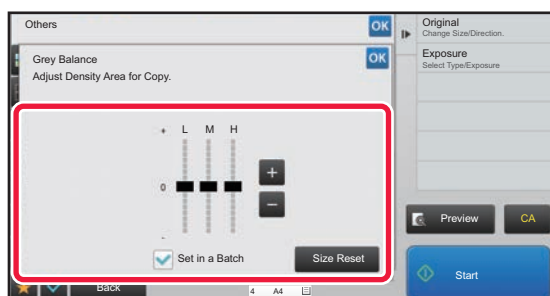 Others
OK
Grey Balance
OK
Adjust Density Area for Copy.
+ L M H
+
0
−
-
Set in a Batch
Size Reset
Back
4 A4
Original
Change Size/Direction.
Exposure
Select Type/Exposure
Preview
CA
Start